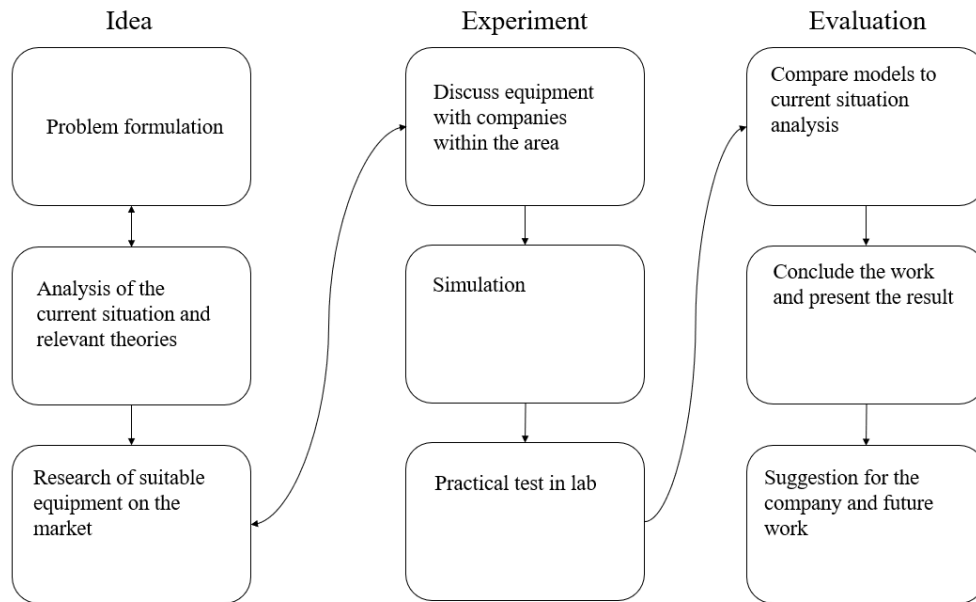 Idea
Problem formulation
Analysis of the
current situation and
relevant theories
Research of suitable
equipment on the
market
Experiment
Discuss equipment
with companies
within the area
Simulation
Practical test in lab
Evaluation
Compare models to
current situation
analysis
Conclude the work
and present the result
Suggestion for the
company and future
work